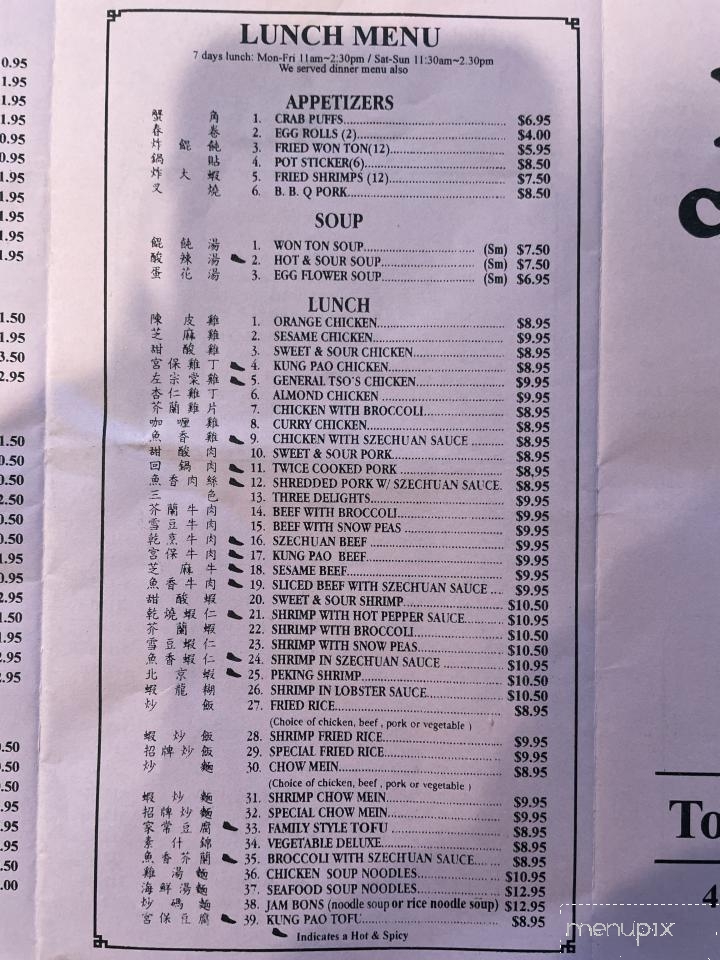 LUNCH MENU
7 days lunch: Mon-Fri 11am~2:30pm / Sat-Sun 11:30am~2.30pm
We served dinner menu also
APPETIZERS
蟹角 1. CRAB PUFFS $6.95
春卷 2. EGG ROLLS (2) $4.00
炸餛飩 3. FRIED WON TON(12) $5.95
鍋貼 4. POT STICKER(6) $8.50
炸大蝦 5. FRIED SHRIMPS (12) $7.50
叉燒 6. B. B. Q PORK $8.50
SOUP
餛飩湯 1. WON TON SOUP (Sm) $7.50
酸辣湯 2. HOT & SOUR SOUP (Sm) $7.50
蛋花湯 3. EGG FLOWER SOUP (Sm) $6.95
LUNCH
陳皮雞 1. ORANGE CHICKEN $8.95
芝麻雞 2. SESAME CHICKEN $9.95
甜酸雞 3. SWEET & SOUR CHICKEN $8.95
宮保雞丁 4. KUNG PAO CHICKEN $8.95
左宗棠雞 5. GENERAL TSO'S CHICKEN $9.95
杏仁雞丁 6. ALMOND CHICKEN $8.95
芥蘭雞片 7. CHICKEN WITH BROCCOLI $8.95
咖喱雞 8. CURRY CHICKEN $8.95
魚香雞 9. CHICKEN WITH SZECHUAN SAUCE $8.95
甜酸肉 10. SWEET & SOUR PORK $8.95
回鍋肉 11. TWICE COOKED PORK $8,95
魚香肉絲 12. SHREDDED PORK W/ SZECHUAN SAUCE. $8.95
三色 13. THREE DELIGHTS $9.95
芥蘭牛肉 14. BEEF WITH BROCCOLI $9.95
雪豆牛肉 15. BEEF WITH SNOW PEAS $9.95
乾烹牛肉 16. SZECHUAN BEEF $9.95
宮保牛肉 17. KUNG PAO BEEF $9.95
芝麻牛 18. SESAME BEEF $9.95
魚香牛肉 19. SLICED BEEF WITH SZECHUAN SAUCE $9.95
甜酸蝦 20. SWEET & SOUR SHRIMP $10.50
乾燒蝦仁 21. SHRIMP WITH HOT PEPPER SAUCE $10.95
芥蘭蝦 22. SHRIMP WITH BROCCOLI $10.50
雪豆蝦仁 23. SHRIMP WITH SNOW PEAS $10.50
魚香蝦仁 24. SHRIMP IN SZECHUAN SAUCE $10.95
北京蝦 25. PEKING SHRIMP $10.50
蝦龍糊 26. SHRIMP IN LOBSTER SAUCE $10.50
炒飯 27. FRIED RICE $8.95
(Choice of chicken, beef , pork or vegetable )
蝦炒飯 28. SHRIMP FRIED RICE $9.95
招牌炒飯 29. SPECIAL FRIED RICE $9.95
炒麵 30. CHOW MEIN $8.95
(Choice of chicken, beef, pork or vegetable )
蝦炒麵 31. SHRIMP CHOW MEIN $9.95
招牌炒麵 32. SPECIAL CHOW MEIN $9.95
家常豆腐 33. FAMILY STYLE TOFU $8.95
素什錦 34. VEGETABLE DELUXE $8.95
魚香芥蘭 35. BROCCOLI WITH SZECHUAN SAUCE $8.95
雞湯麵 36. CHICKEN SOUP NOODLES $10.95
海鮮湯麵 37. SEAFOOD SOUP NOODLES $12.95
炒碼麵 38. JAM BONS (noodle soup or rice noodle soup) $12.95
宮保豆腐 39. KUNG PAO TOFU $8.95
Indicates a Hot & Spicy
To
4
menupix